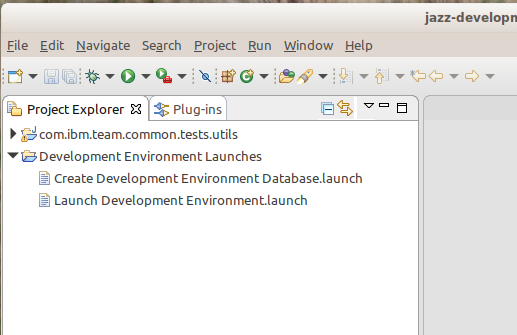 jazz-developm
File Edit Navigate Search Project Run Window Help
Project Explorer Plug-ins
com.ibm.team.common.tests.utils
Development Environment Launches
Create Development Environment Database.launch
Launch Development Environment.launch